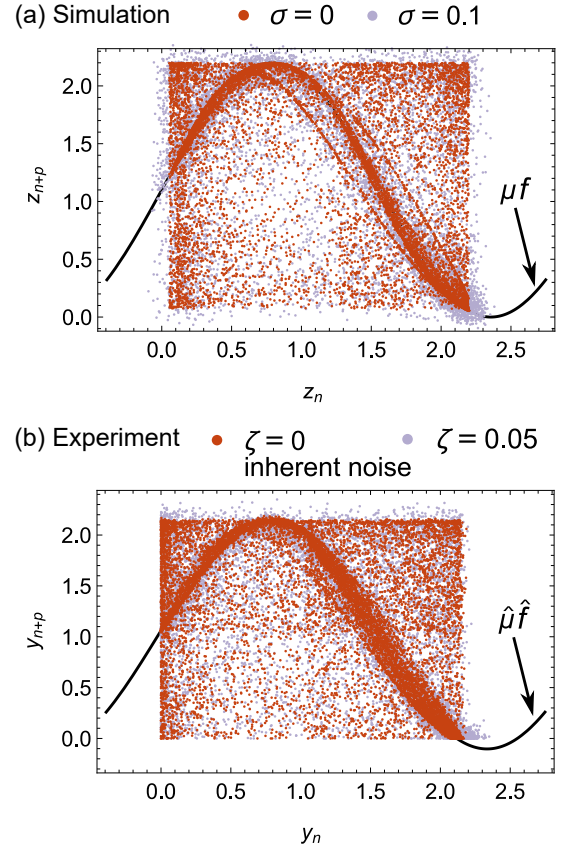 (a) Simulation ● σ = 0 ● σ = 0.1
μf
2.0
1.5
1.0
0.5
0.0
z_{n+p}
0.0 0.5 1.0 1.5 2.0 2.5
z_n
(b) Experiment ● ζ = 0 ● ζ = 0.05
inherent noise
μ̂f̂
2.0
1.5
1.0
0.5
0.0
y_{n+p}
0.0 0.5 1.0 1.5 2.0 2.5
y_n